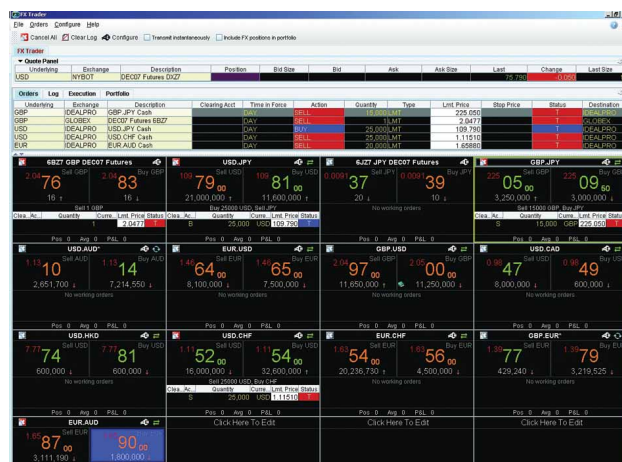 FX Trader
File Orders Configure Help
Cancel All Clear Log Configure Transmit instantaneously Include FX positions in portfolio
FX Trader
Quote Panel
Underlying Exchange Description Position Bid Size Bid Ask Ask Size Last Change Last Size
USD NYBOT DEC07 Futures DXZ7 75.790 -0.050
Orders Log Execution Portfolio
Underlying Exchange Description Clearing Acct Time in Force Action Quantity Type Lmt. Price Stop Price Status Destination
GBP IDEALPRO GBP.JPY Cash DAY SELL 15,000 LMT 225.050 T IDEALPRO
GBP GLOBEX DEC07 Futures 6BZ7 DAY SELL 1 LMT 2.0477 T GLOBEX
USD IDEALPRO USD.JPY Cash DAY BUY 25,000 LMT 109.790 T IDEALPRO
USD IDEALPRO USD.CHF Cash DAY SELL 25,000 LMT 1.11510 T IDEALPRO
EUR IDEALPRO EUR.AUD Cash DAY SELL 25,000 LMT 1.65880 T IDEALPRO
6BZ7 GBP DEC07 Futures USD.JPY 6JZ7 JPY DEC07 Futures GBP.JPY
Sell GBP Buy GBP Sell USD Buy USD Sell JPY Buy JPY Sell GBP Buy GBP
2.04 76 2.04 83 109. 79 00 109. 81 00 0.0091 37 0.0091 39 225. 05 00 225. 09 60
16 16 21,000,000 11,600,000 20 10 3,250,000 3,000,000
Sell 1 GBP Buy 25000 USD, Sell JPY No working orders Sell 15000 GBP, Buy JPY
Clea.. Ac.. Quantity Curre.. Lmt. Price Status Clea.. Ac.. Quantity Curre.. Lmt. Price Status Clea.. Ac.. Quantity Curre.. Lmt. Price Status
1 2.0477 T B 25,000 USD 109.790 T S 15,000 GBP 225.050 T
Pos 0 Avg 0 P&L 0 Pos 0 Avg 0 P&L 0 Pos 0 Avg 0 P&L 0 Pos 0 Avg 0 P&L 0
USD.AUD* EUR.USD GBP.USD USD.CAD
Sell AUD Buy AUD Sell EUR Buy EUR Sell GBP Buy GBP Sell USD Buy USD
1.13 10 1.13 14 1.46 64 00 1.46 65 00 2.04 97 00 2.05 00 00 0.98 47 0.98 49
2,651,700 7,214,550 8,100,000 7,500,000 11,650,000 11,250,000 8,000,000 600,000
No working orders No working orders No working orders No working orders
Pos 0 Avg 0 P&L 0 Pos 0 Avg 0 P&L 0 Pos 0 Avg 0 P&L 0 Pos 0 Avg 0 P&L 0
USD.HKD USD.CHF EUR.CHF GBP.EUR*
Sell USD Buy USD Sell USD Buy USD Sell EUR Buy EUR Sell EUR Buy EUR
7.77 74 7.77 81 1.11 52 00 1.11 54 00 1.63 54 00 1.63 56 00 1.39 77 1.39 79
600,000 600,000 16,000,000 32,600,000 20,236,730 4,500,000 429,240 3,219,525
No working orders Sell 25000 USD, Buy CHF No working orders No working orders
Clea.. Ac.. Quantity Curre.. Lmt. Price Status
S 25,000 USD 1.11510 T
Pos 0 Avg 0 P&L 0 Pos 0 Avg 0 P&L 0 Pos 0 Avg 0 P&L 0 Pos 0 Avg 0 P&L 0
EUR.AUD Click Here To Edit Click Here To Edit Click Here To Edit
Sell EUR
1.65 87 00 90 00
3,111,190 1,800,000